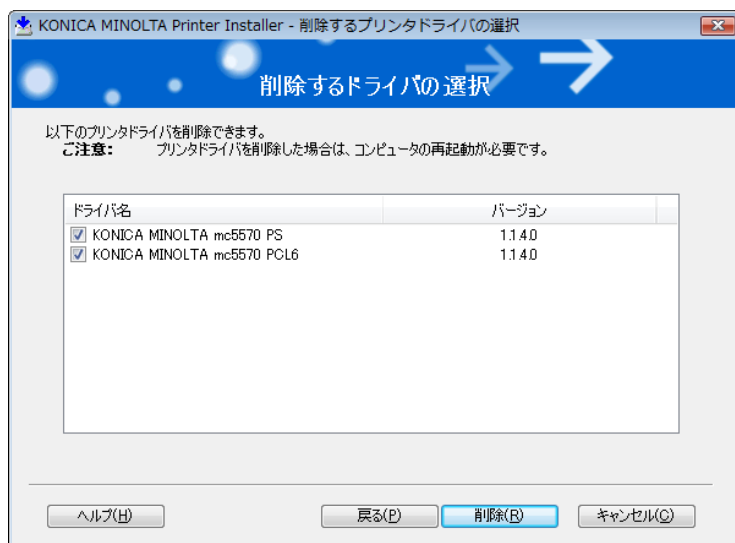 KONICA MINOLTA Printer Installer - 削除するプリンタドライバの選択
削除するドライバの選択
以下のプリンタドライバを削除できます。
ご注意: プリンタドライバを削除した場合は、コンピュータの再起動が必要です。
ドライバ名 バージョン
KONICA MINOLTA mc5570 PS 1.1.4.0
KONICA MINOLTA mc5570 PCL6 1.1.4.0
ヘルプ(H) 戻る(P) 削除(R) キャンセル(C)